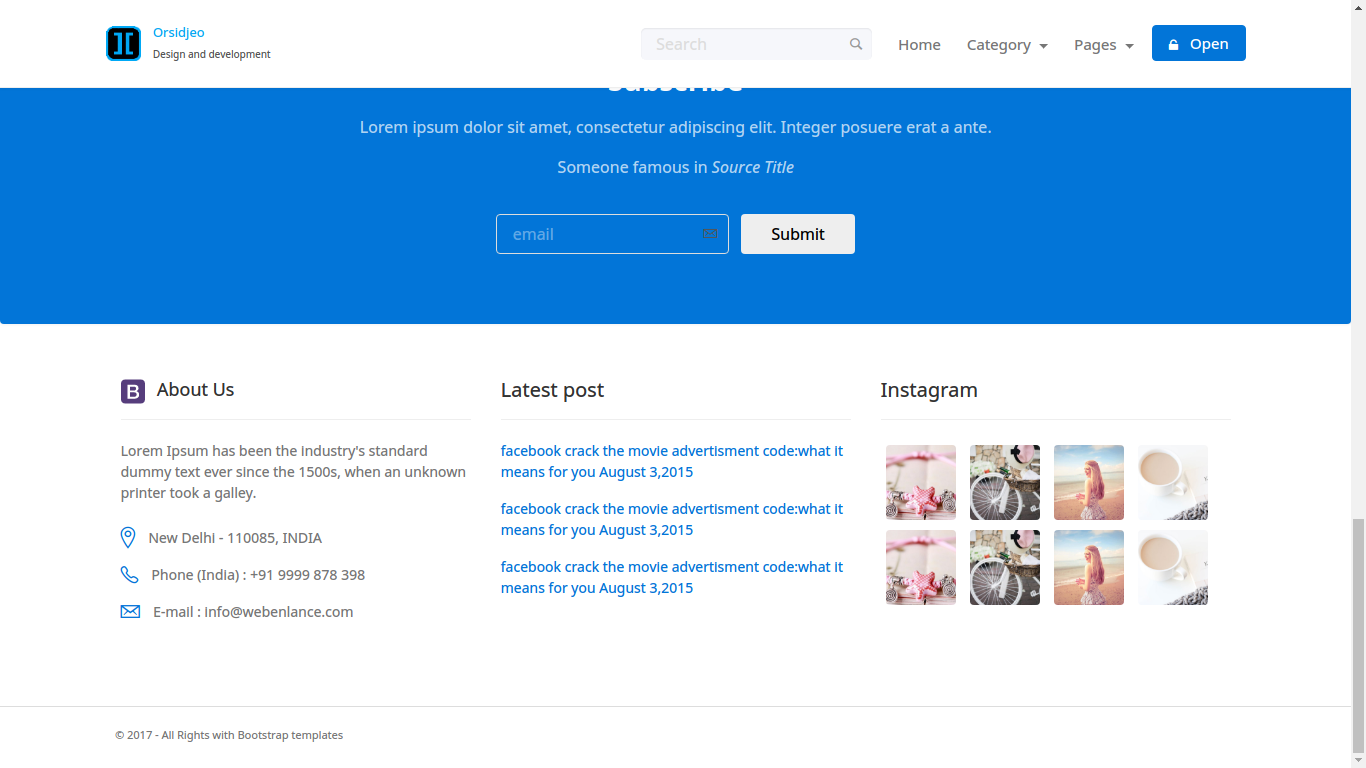 Orsidjeo
Design and development
Search
Home
Category
Pages
Open
Subscribe
Lorem ipsum dolor sit amet, consectetur adipiscing elit. Integer posuere erat a ante.
Someone famous in Source Title
email
Submit
B
About Us
Lorem Ipsum has been the industry's standard
dummy text ever since the 1500s, when an unknown
printer took a galley.
New Delhi - 110085, INDIA
Phone (India) : +91 9999 878 398
E-mail : info@webenlance.com
Latest post
facebook crack the movie advertisment code:what it
means for you August 3,2015
facebook crack the movie advertisment code:what it
means for you August 3,2015
facebook crack the movie advertisment code:what it
means for you August 3,2015
Instagram
© 2017 - All Rights with Bootstrap templates